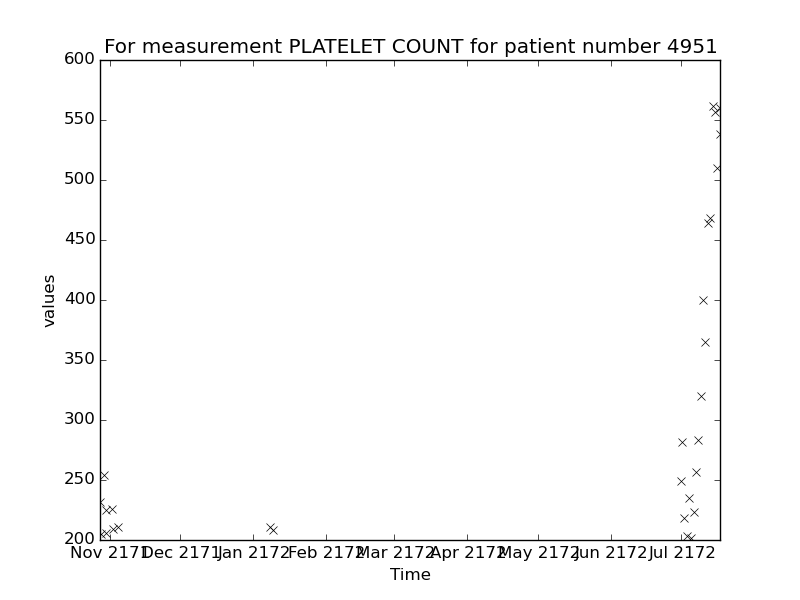 For measurement PLATELET COUNT for patient number 4951
600
550
500
450
400
350
300
250
200
values
Nov 2171 Dec 2171 Jan 2172 Feb 2172 Mar 2172 Apr 2172 May 2172 Jun 2172 Jul 2172
Time